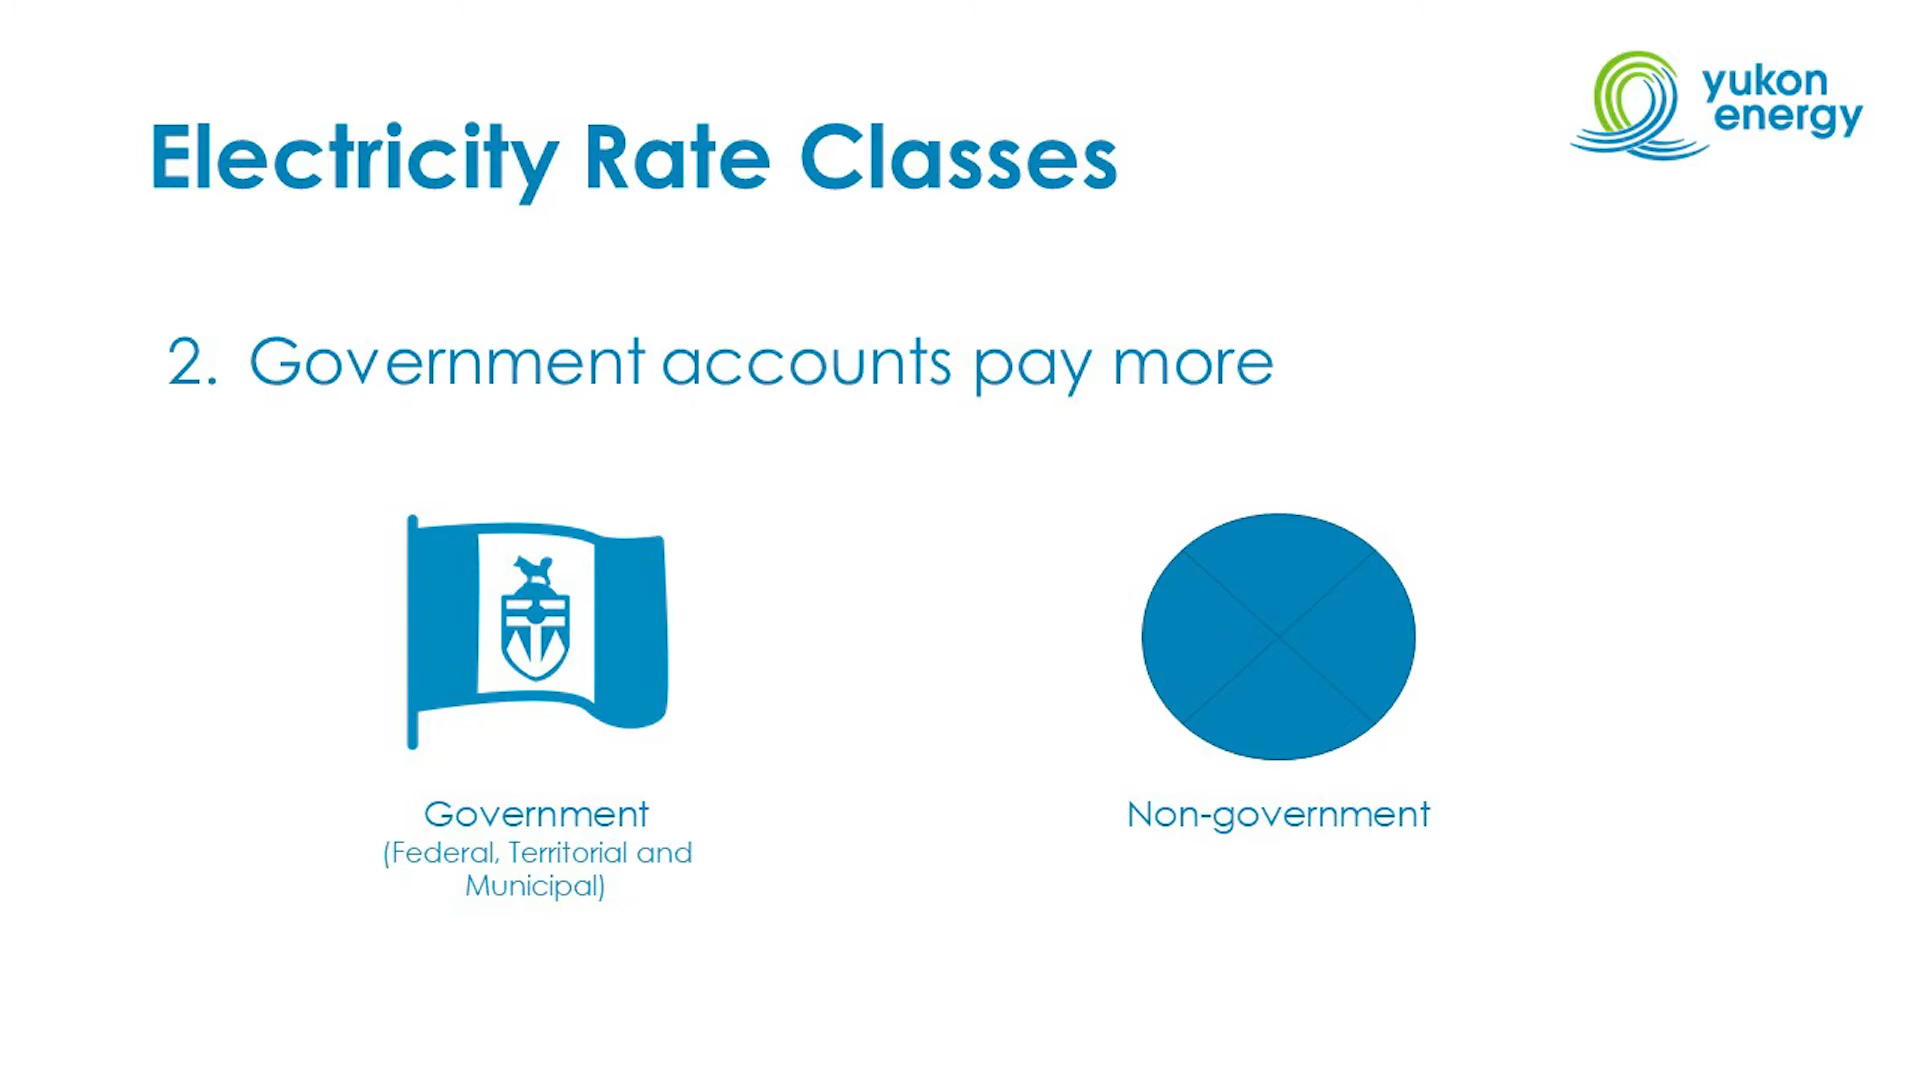 yukon
energy
Electricity Rate Classes
2. Government accounts pay more
Government
(Federal, Territorial and
Municipal)
Non-government